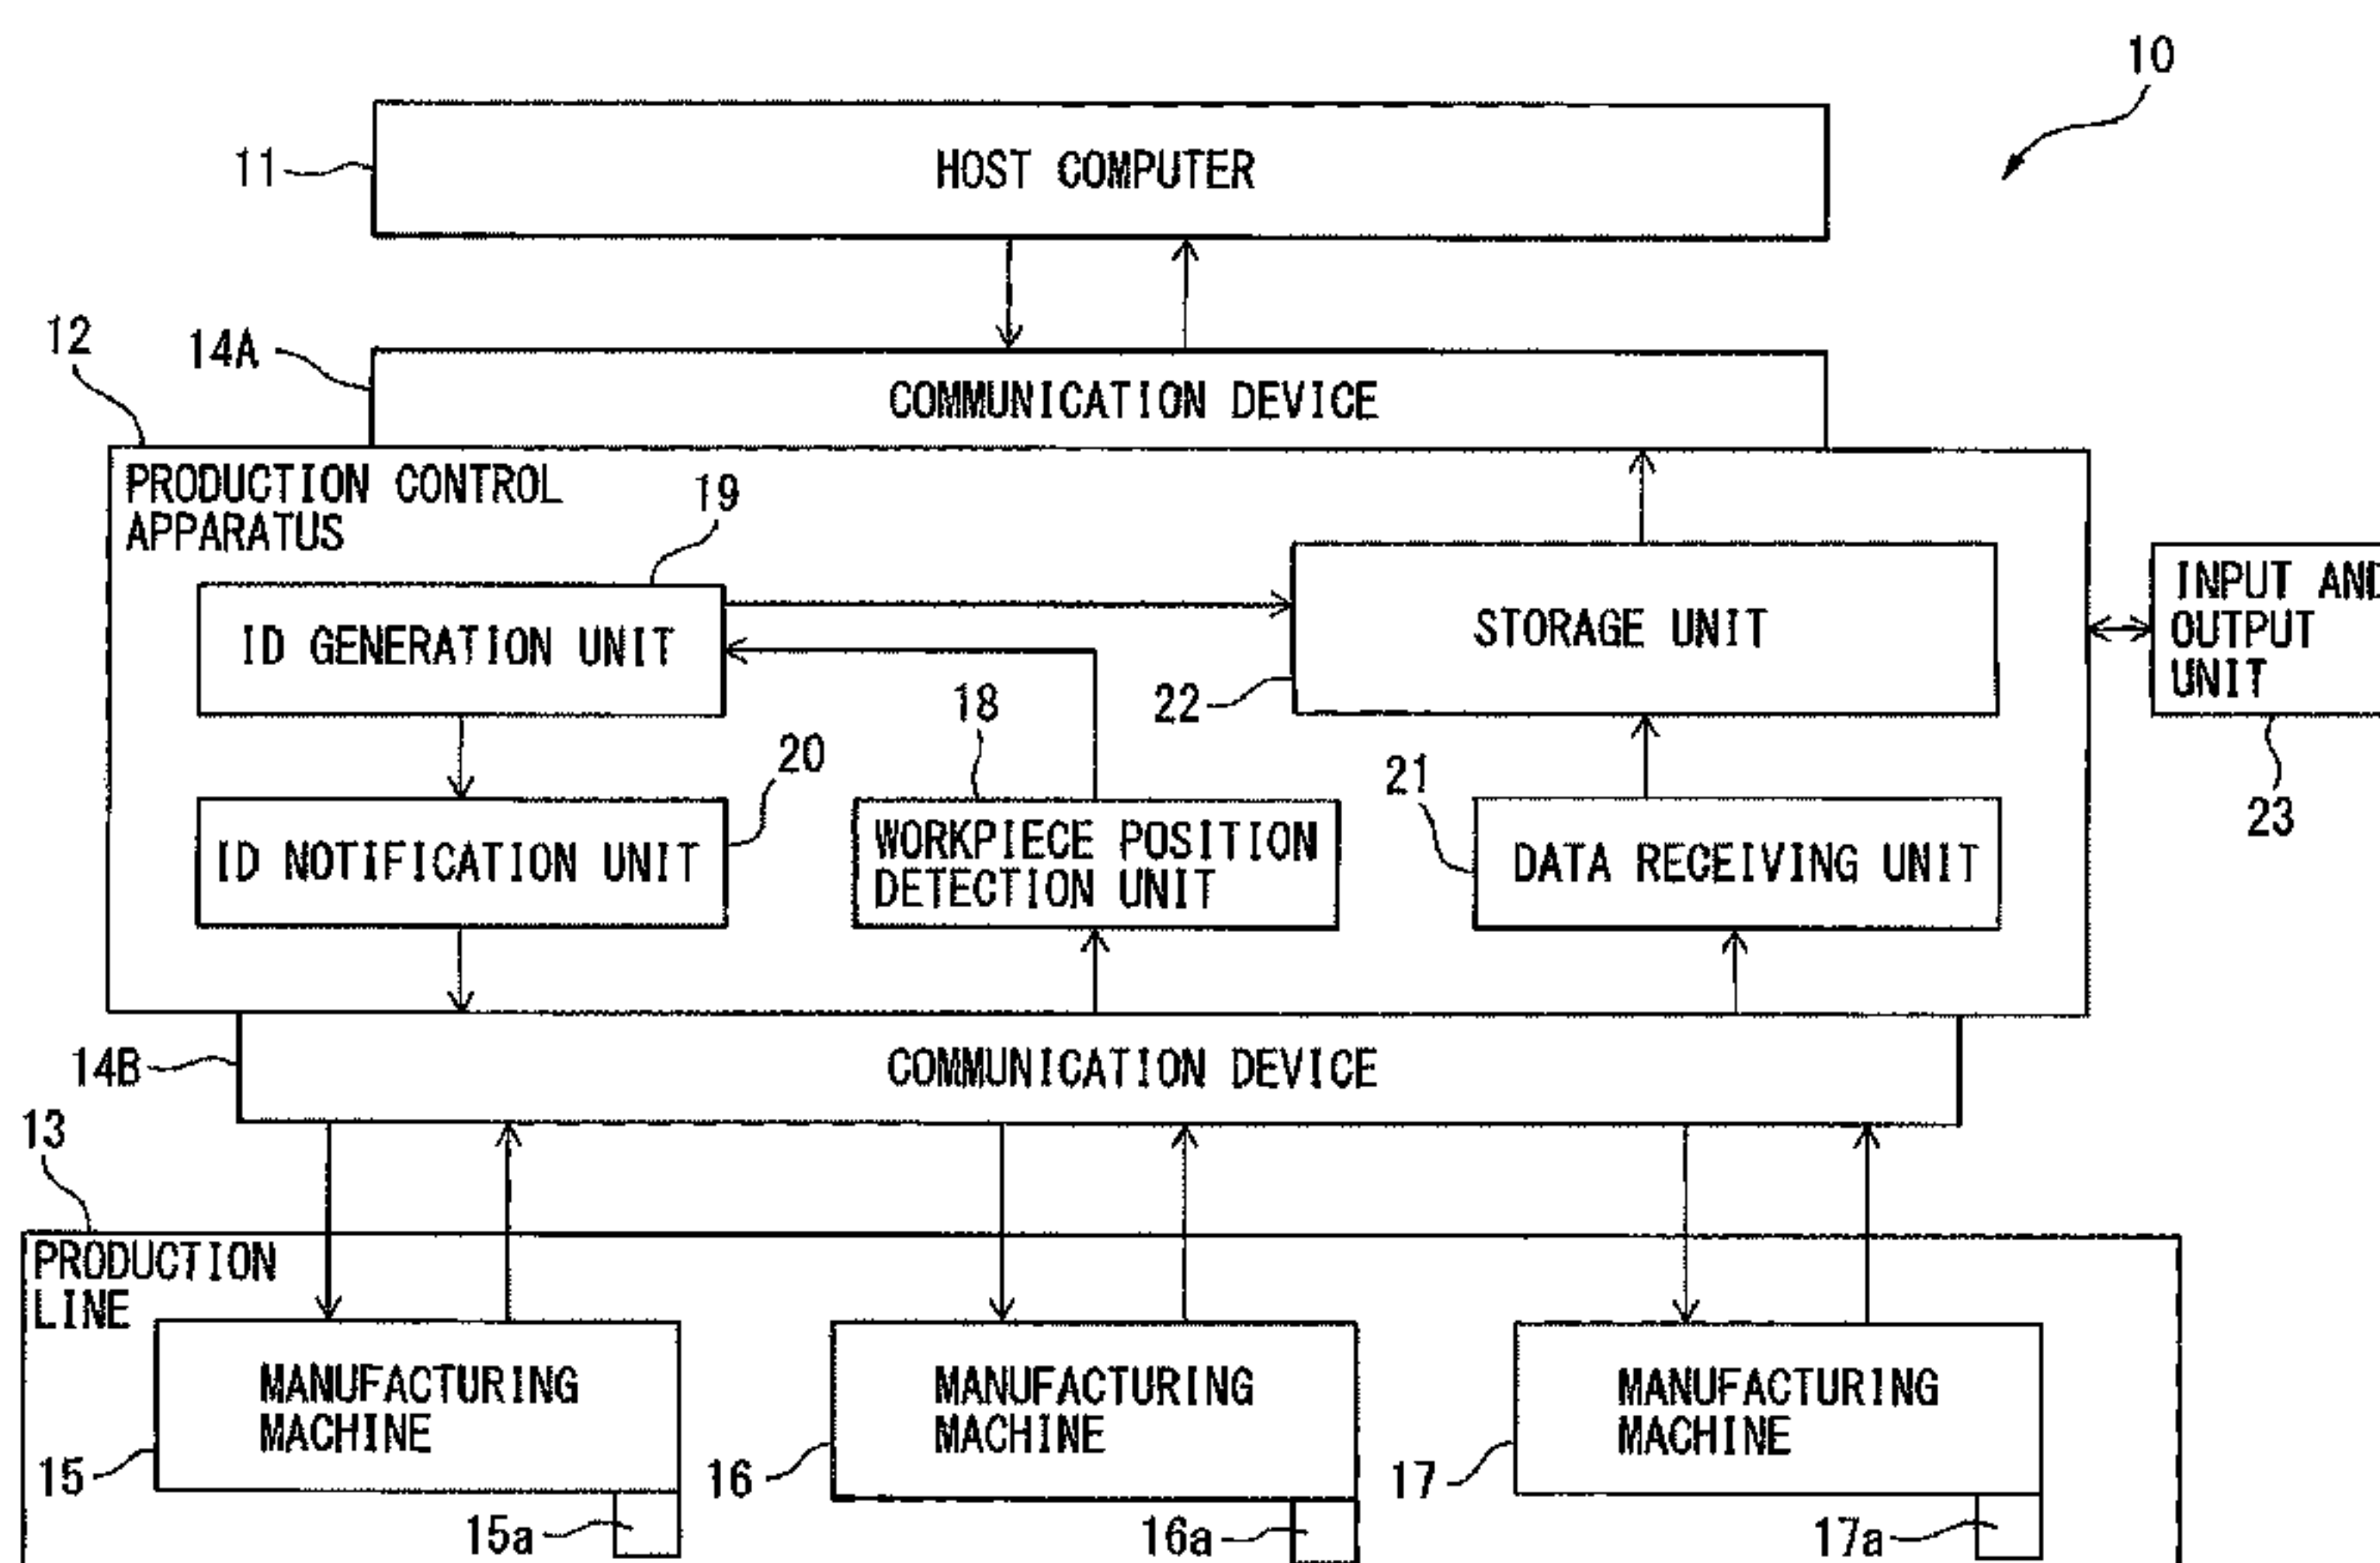 10
11
HOST COMPUTER
12
14A
COMMUNICATION DEVICE
PRODUCTION CONTROL
APPARATUS
19
ID GENERATION UNIT
STORAGE UNIT
22
INPUT AND
OUTPUT
UNIT
23
18
20
ID NOTIFICATION UNIT
WORKPIECE POSITION
DETECTION UNIT
21
DATA RECEIVING UNIT
14B
COMMUNICATION DEVICE
13
PRODUCTION
LINE
MANUFACTURING
MACHINE
15
15a
MANUFACTURING
MACHINE
16
16a
MANUFACTURING
MACHINE
17
17a